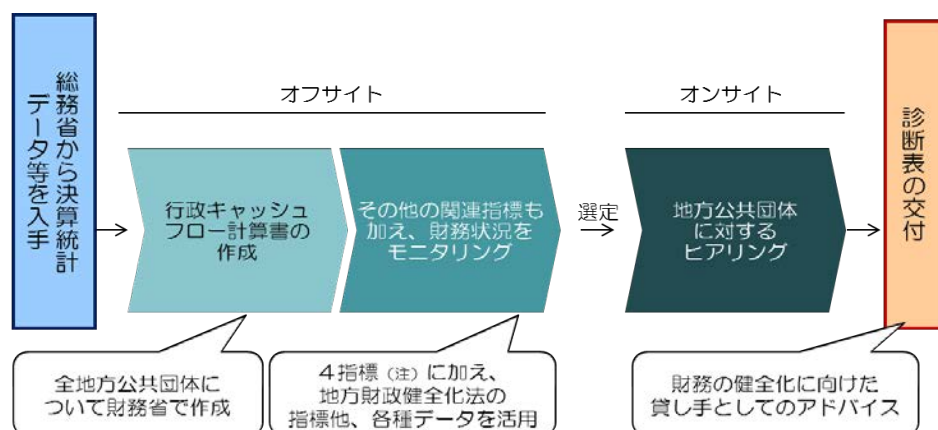 総務省から決算統計
データ等を入手
オフサイト
行政キャッシュ
フロー計算書の
作成
その他の関連指標も
加え、財務状況を
モニタリング
選定
オンサイト
地方公共団体
に対する
ヒアリング
診断表の交付
全地方公共団体に
ついて財務省で作成
4指標（注）に加え、
地方財政健全化法の
指標他、各種データを活用
財務の健全化に向けた
貸し手としてのアドバイス